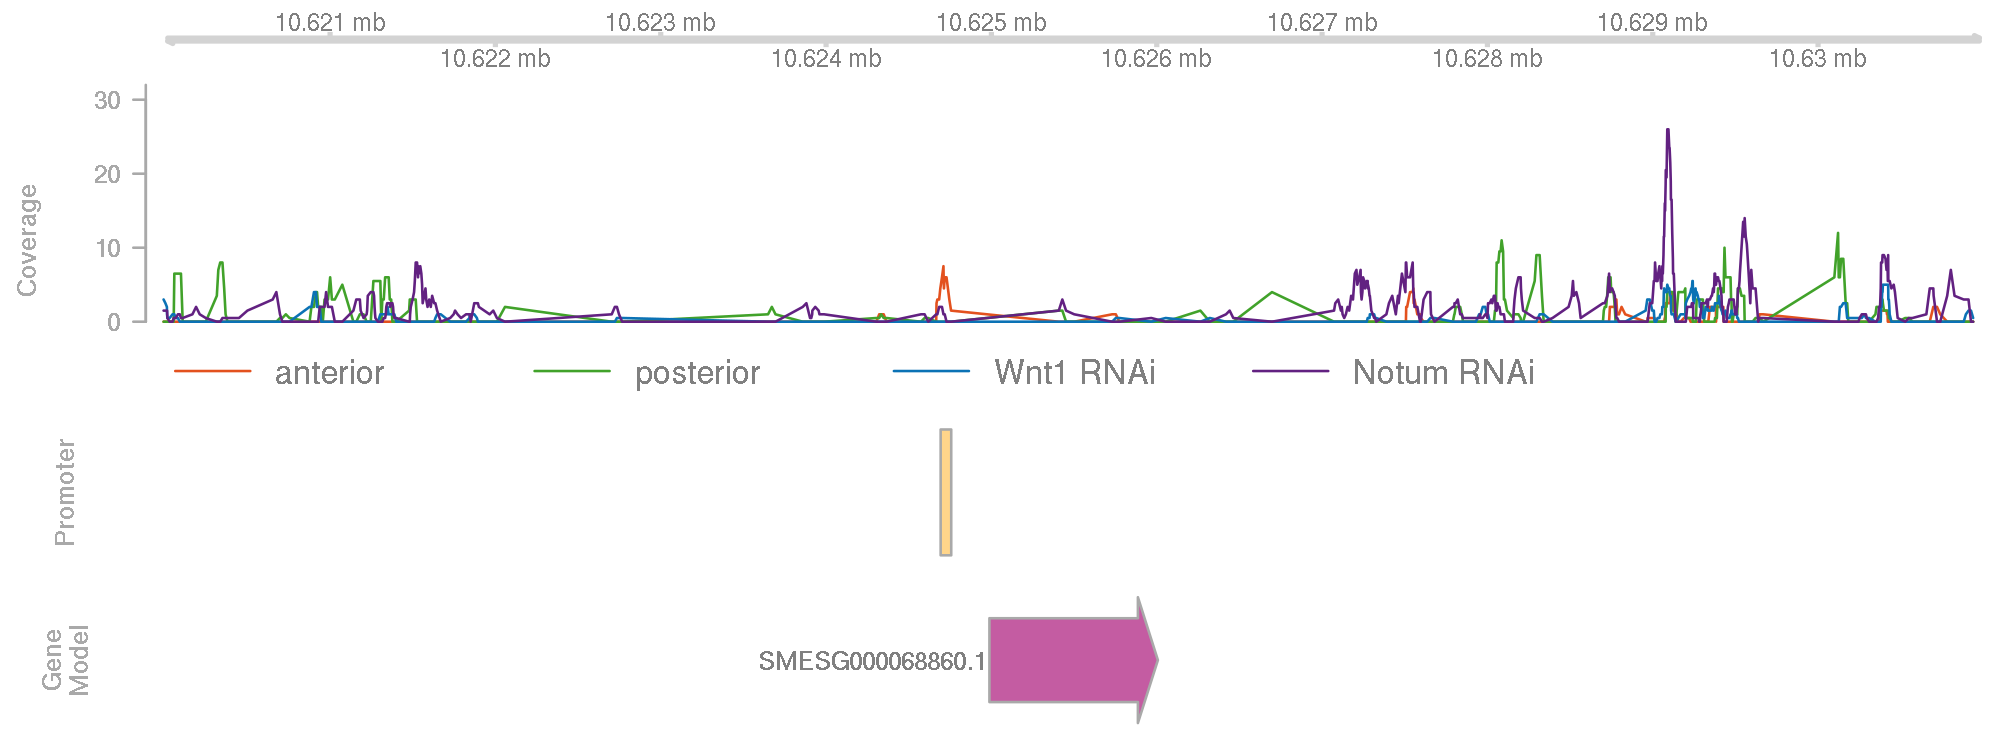 10.621 mb 10.623 mb 10.625 mb 10.627 mb 10.629 mb
10.622 mb 10.624 mb 10.626 mb 10.628 mb 10.63 mb
Coverage
30
20
10
0
anterior posterior Wnt1 RNAi Notum RNAi
Promoter
Gene
Model
SMESG000068860.1